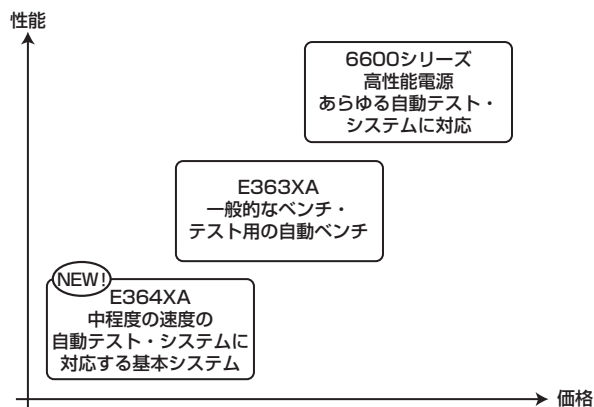 性能
6600シリーズ
高性能電源
あらゆる自動テスト・
システムに対応
E363XA
一般的なベンチ・
テスト用の自動ベンチ
NEW!
E364XA
中程度の速度の
自動テスト・システムに
対応する基本システム
価格